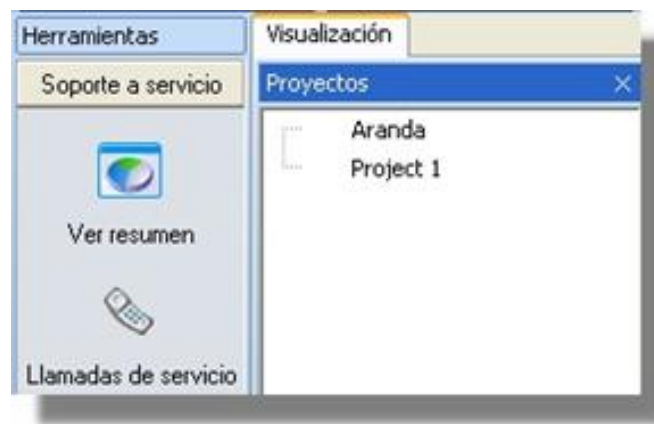 Herramientas
Soporte a servicio
Ver resumen
Llamadas de servicio
Visualización
Proyectos
Aranda
Project 1